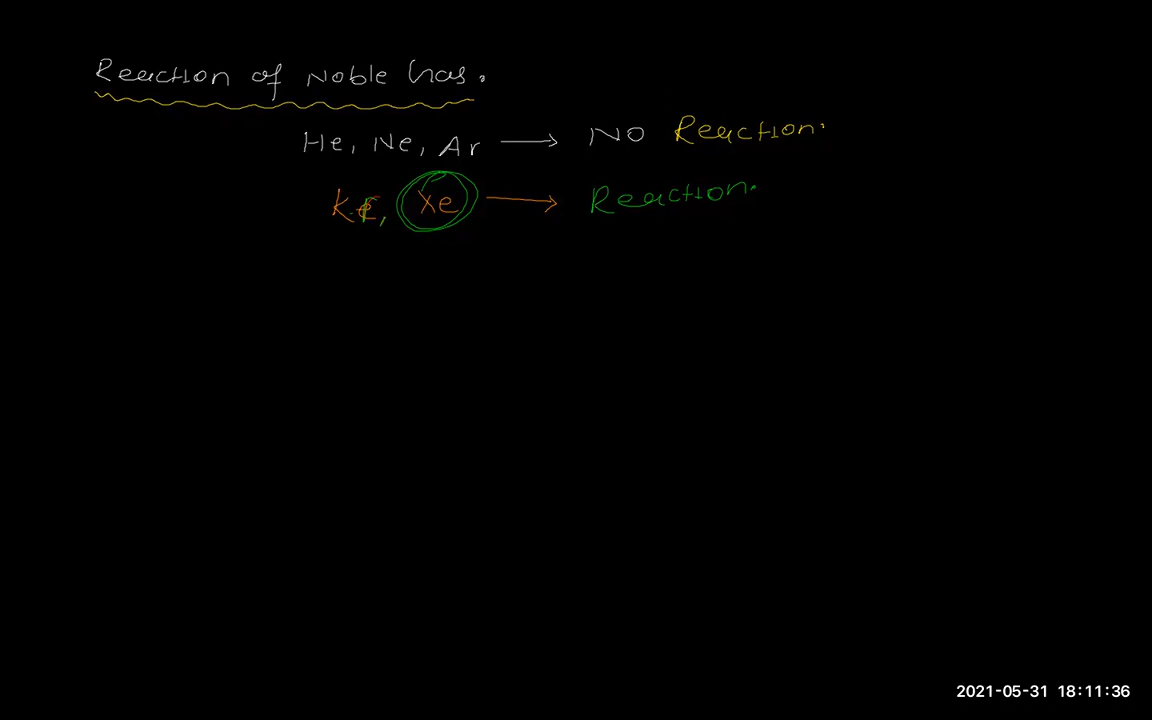 Reaction of Noble Gas.
He, Ne, Ar → NO Reaction.
Kr, Xe → Reaction.
2021-05-31 18:11:36